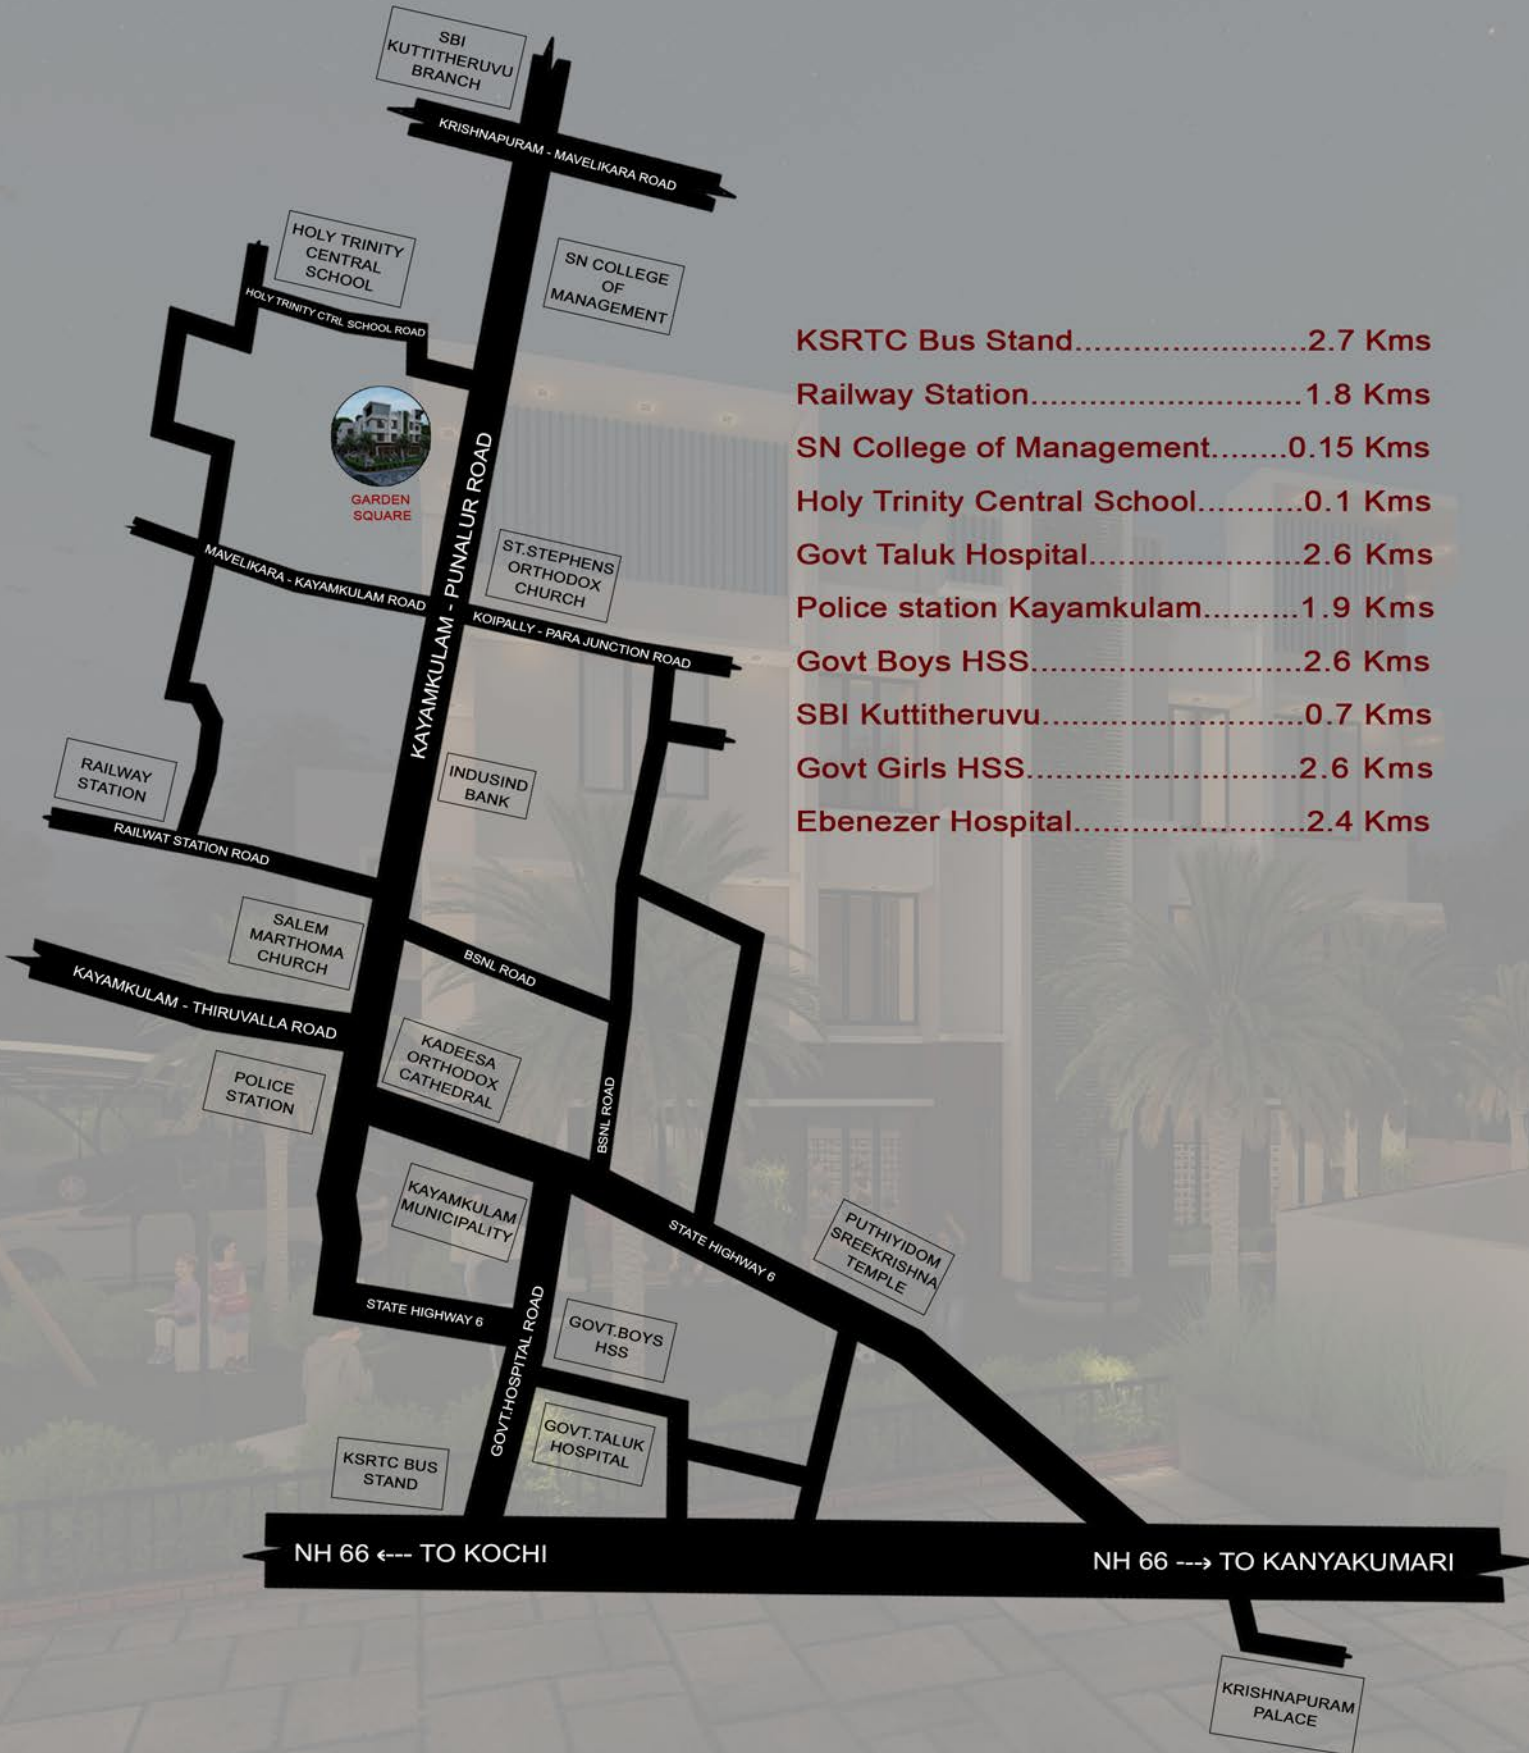 SBI
KUTTITHERUVU
BRANCH
KRISHNAPURAM - MAVELIKARA ROAD
HOLY TRINITY
CENTRAL
SCHOOL
SN COLLEGE
OF
MANAGEMENT
HOLY TRINITY CTRL SCHOOL ROAD
KSRTC Bus Stand........................2.7 Kms
Railway Station............................1.8 Kms
SN College of Management........0.15 Kms
Holy Trinity Central School...........0.1 Kms
Govt Taluk Hospital......................2.6 Kms
Police station Kayamkulam..........1.9 Kms
Govt Boys HSS............................2.6 Kms
SBI Kuttitheruvu...........................0.7 Kms
Govt Girls HSS............................2.6 Kms
Ebenezer Hospital........................2.4 Kms
GARDEN
SQUARE
KAYAMKULAM - PUNALUR ROAD
ST.STEPHENS
ORTHODOX
CHURCH
MAVELIKARA - KAYAMKULAM ROAD
KOIPALLY - PARA JUNCTION ROAD
RAILWAY
STATION
INDUSIND
BANK
RAILWAT STATION ROAD
SALEM
MARTHOMA
CHURCH
BSNL ROAD
KAYAMKULAM - THIRUVALLA ROAD
KADEESA
ORTHODOX
CATHEDRAL
POLICE
STATION
BSNL ROAD
KAYAMKULAM
MUNICIPALITY
STATE HIGHWAY 6
PUTHIYIDOM
SREEKRISHNA
TEMPLE
STATE HIGHWAY 6
GOVT.HOSPITAL ROAD
GOVT.BOYS
HSS
GOVT.TALUK
HOSPITAL
KSRTC BUS
STAND
NH 66 <--- TO KOCHI
NH 66 ---> TO KANYAKUMARI
KRISHNAPURAM
PALACE